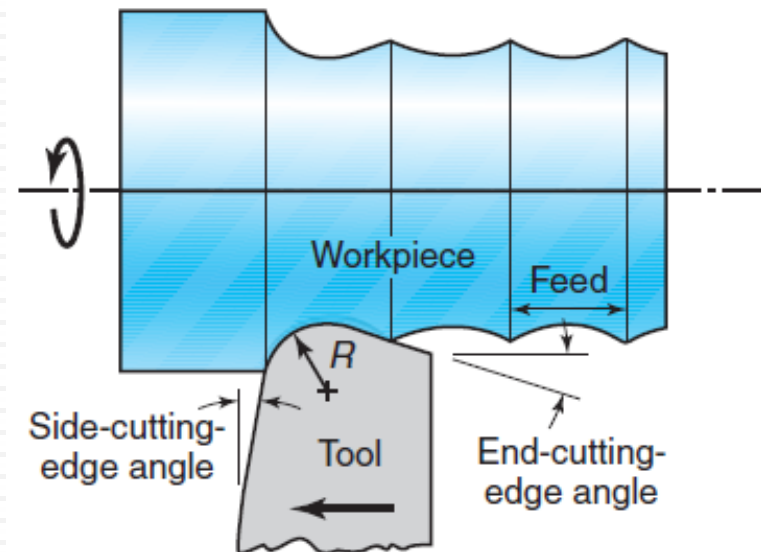 Workpiece
Feed
R
Side-cutting-
edge angle
Tool
End-cutting-
edge angle